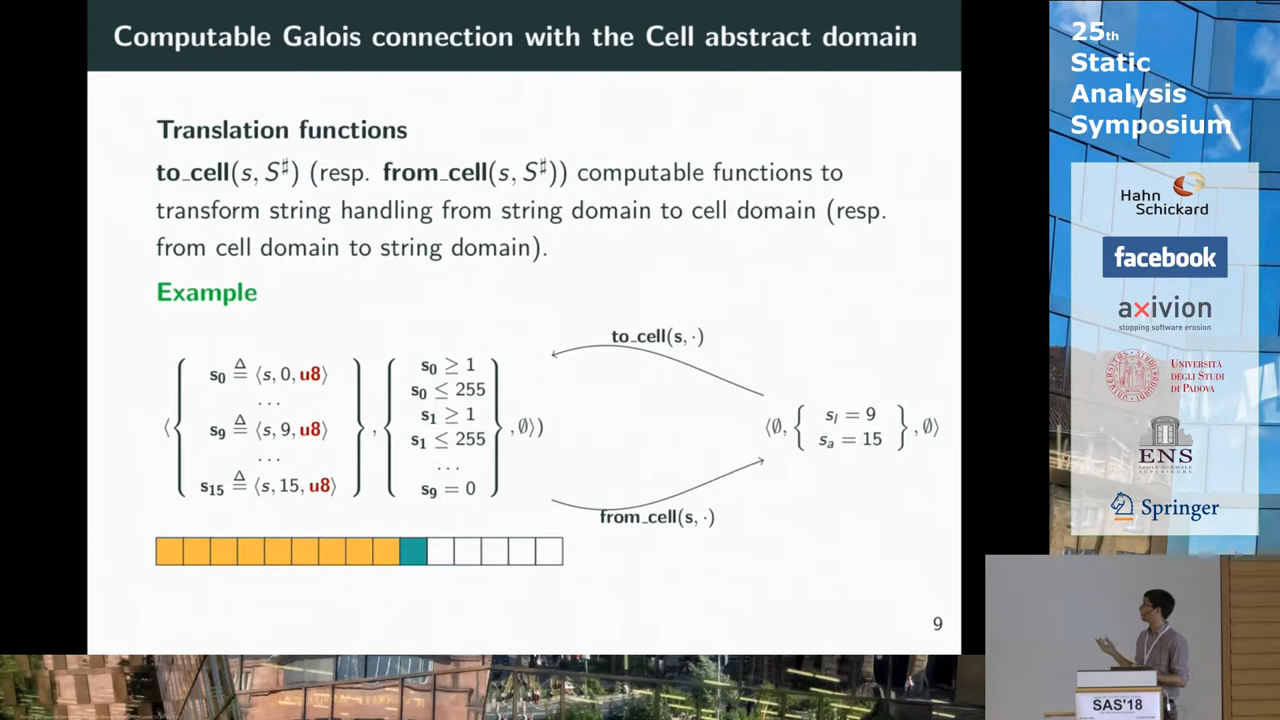 Computable Galois connection with the Cell abstract domain
Translation functions
to_cell(s, S♯) (resp. from_cell(s, S♯)) computable functions to
transform string handling from string domain to cell domain (resp.
from cell domain to string domain).
Example
to_cell(s, ·)
⟨{ s₀ ≜ ⟨s, 0, u8⟩
...
s₉ ≜ ⟨s, 9, u8⟩
...
s₁₅ ≜ ⟨s, 15, u8⟩ },
{ s₀ ≥ 1
s₀ ≤ 255
s₁ ≥ 1
s₁ ≤ 255
...
s₉ = 0 }, ∅⟩)
⟨∅, { sₗ = 9
sₐ = 15 }, ∅⟩
from_cell(s, ·)
9
25th
Static
Analysis
Symposium
Hahn
Schickard
facebook
axivion
stopping software erosion
UNIVERSITÀ
DEGLI STUDI
DI PADOVA
ENS
ÉCOLE NORMALE
SUPÉRIEURE
Springer
SAS'18